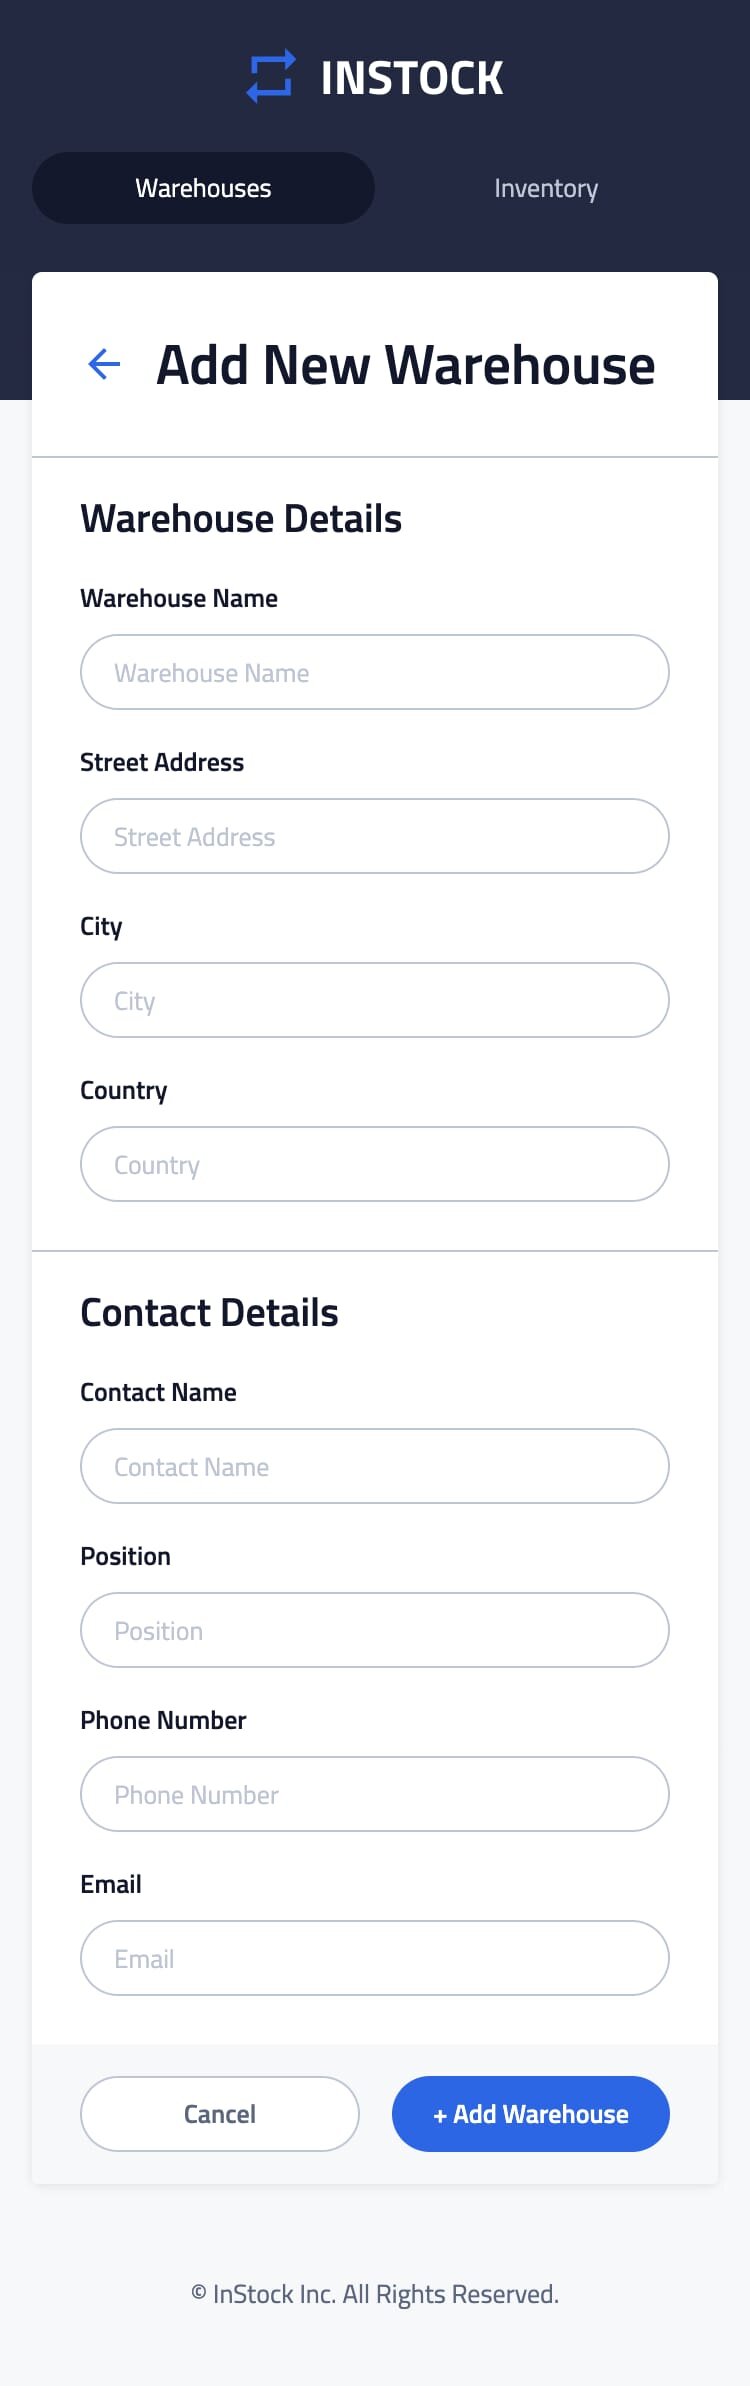 INSTOCK
Warehouses
Inventory
Add New Warehouse
Warehouse Details
Warehouse Name
Warehouse Name
Street Address
Street Address
City
City
Country
Country
Contact Details
Contact Name
Contact Name
Position
Position
Phone Number
Phone Number
Email
Email
Cancel
+ Add Warehouse
© InStock Inc. All Rights Reserved.